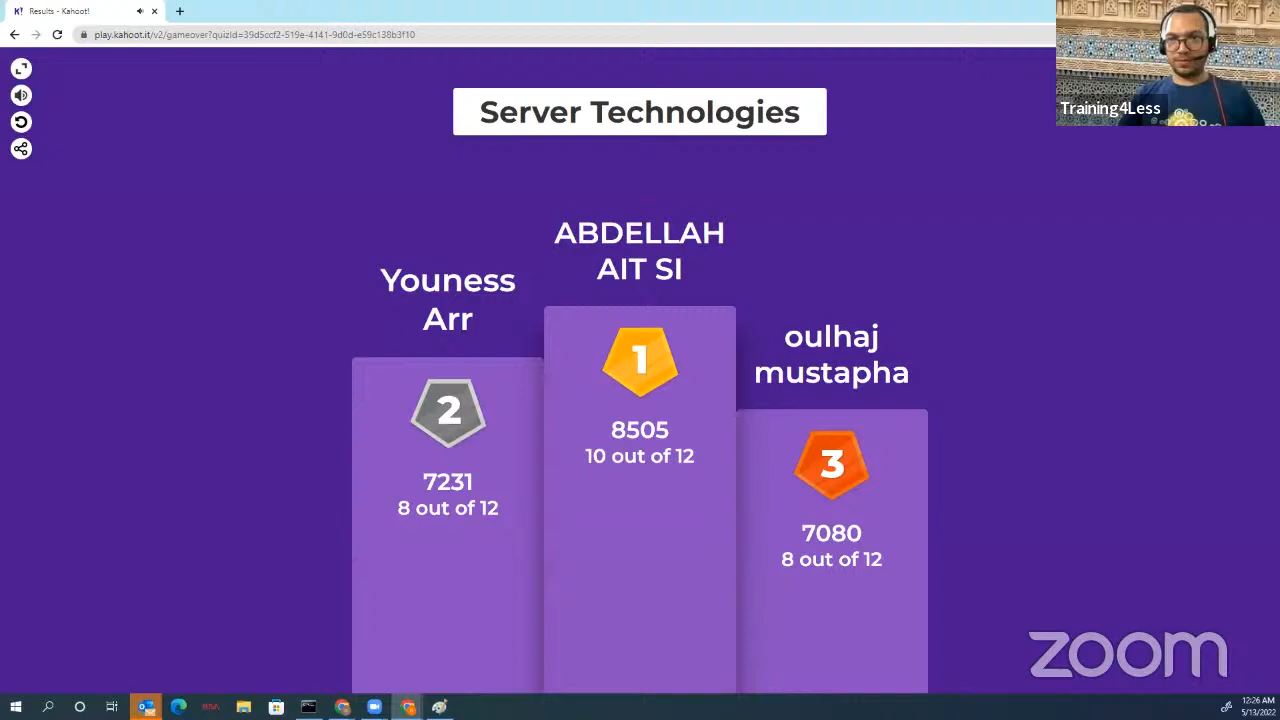 K! Results - Kahoot!
play.kahoot.it/v2/gameover?quizId=39d5ccf2-519e-4141-9d0d-e59c138b3f10
Training4Less
Server Technologies
ABDELLAH
AIT SI
Youness
Arr
oulhaj
mustapha
1
8505
10 out of 12
2
7231
8 out of 12
3
7080
8 out of 12
zoom
RSA
12:26 AM
5/13/2022